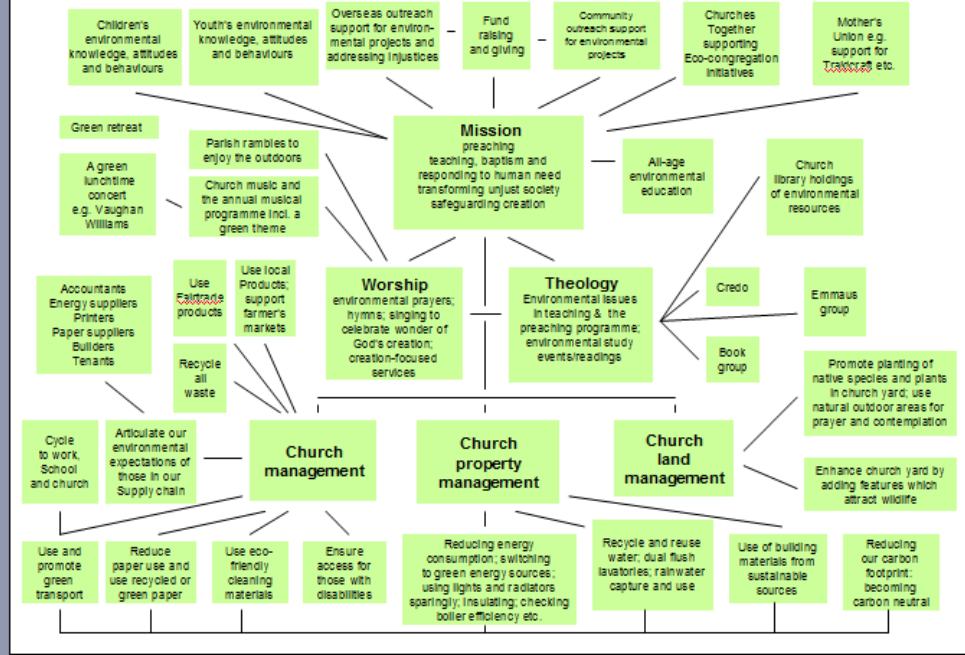 Children's
environmental
knowledge, attitudes
and behaviours
Youth's environmental
knowledge, attitudes
and behaviours
Overseas outreach
support for environ-
mental projects and
addressing injustices
Fund
raising
and giving
Community
outreach support
for environmental
projects
Churches
Together
supporting
Eco-congregation
initiatives
Mother's
Union e.g.
support for
Traidcraft etc.
Green retreat
A green
lunchtime
concert
e.g. Vaughan
Williams
Parish rambles to
enjoy the outdoors
Church music and
the annual musical
programme incl. a
green theme
Mission
preaching
teaching, baptism and
responding to human need
transforming unjust society
safeguarding creation
All-age
environmental
education
Church
library holdings
of environmental
resources
Accountants
Energy suppliers
Printers
Paper suppliers
Builders
Tenants
Use
Fairtrade
products
Use local
Products;
support
farmer's
markets
Recycle
all
waste
Worship
environmental prayers;
hymns; singing to
celebrate wonder of
God's creation;
creation-focused
services
Theology
Environmental issues
in teaching & the
preaching programme;
environmental study
events/readings
Credo
Emmaus
group
Book
group
Promote planting of
native species and plants
in church yard; use
natural outdoor areas for
prayer and contemplation
Cycle
to work,
School
and church
Articulate our
environmental
expectations of
those in our
Supply chain
Church
management
Church
property
management
Church
land
management
Enhance church yard by
adding features which
attract wildlife
Use and
promote
green
transport
Reduce
paper use and
use recycled or
green paper
Use eco-
friendly
cleaning
materials
Ensure
access for
those with
disabilities
Reducing energy
consumption; switching
to green energy sources;
using lights and radiators
sparingly; insulating; checking
boiler efficiency etc.
Recycle and reuse
water; dual flush
lavatories; rainwater
capture and use
Use of building
materials from
sustainable
sources
Reducing
our carbon
footprint:
becoming
carbon neutral